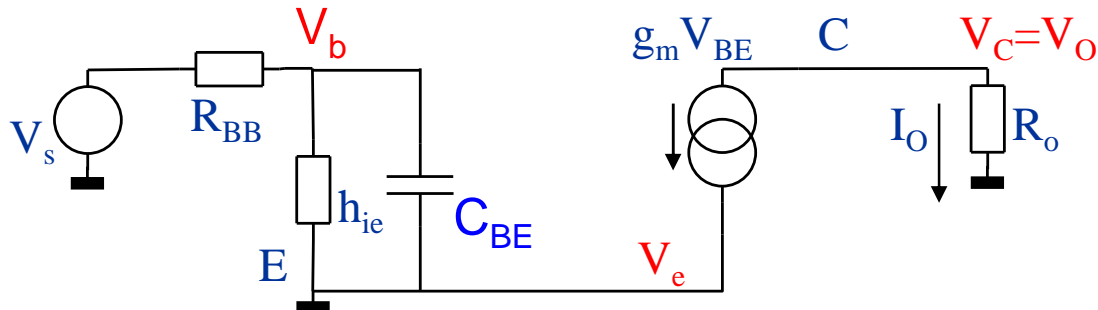 V_b
g_m V_BE
C
V_C=V_O
V_s
R_BB
I_O
R_o
h_ie
C_BE
E
V_e